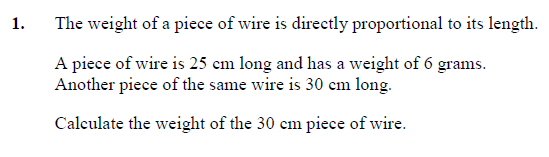 1. The weight of a piece of wire is directly proportional to its length.
A piece of wire is 25 cm long and has a weight of 6 grams.
Another piece of the same wire is 30 cm long.
Calculate the weight of the 30 cm piece of wire.